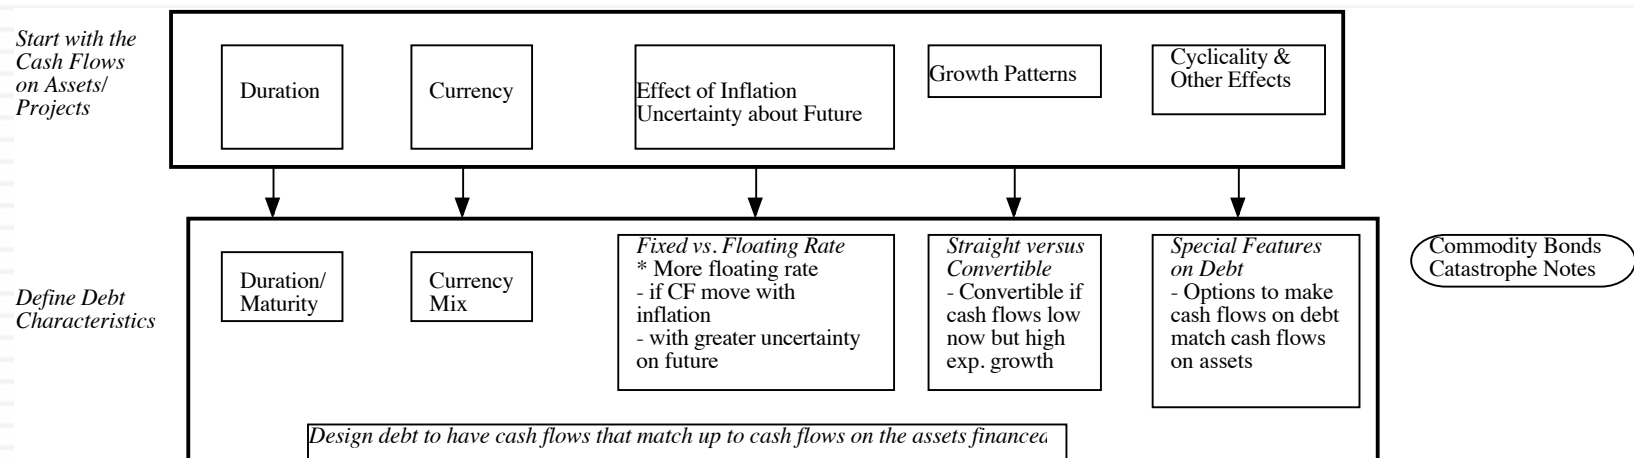 Start with the
Cash Flows
on Assets/
Projects
Duration
Currency
Effect of Inflation
Uncertainty about Future
Growth Patterns
Cyclicality &
Other Effects
Define Debt
Characteristics
Duration/
Maturity
Currency
Mix
Fixed vs. Floating Rate
* More floating rate
- if CF move with
inflation
- with greater uncertainty
on future
Straight versus
Convertible
- Convertible if
cash flows low
now but high
exp. growth
Special Features
on Debt
- Options to make
cash flows on debt
match cash flows
on assets
Commodity Bonds
Catastrophe Notes
Design debt to have cash flows that match up to cash flows on the assets financed